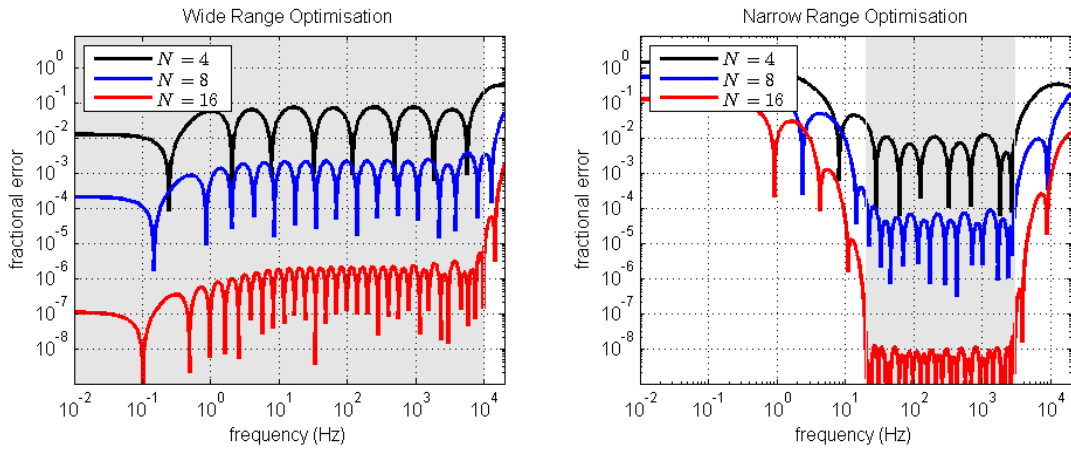 Wide Range Optimisation
fractional error
10^0
10^-1
10^-2
10^-3
10^-4
10^-5
10^-6
10^-7
10^-8
N = 4
N = 8
N = 16
10^-2 10^-1 10^0 10^1 10^2 10^3 10^4
frequency (Hz)
Narrow Range Optimisation
fractional error
10^0
10^-1
10^-2
10^-3
10^-4
10^-5
10^-6
10^-7
10^-8
N = 4
N = 8
N = 16
10^-2 10^-1 10^0 10^1 10^2 10^3 10^4
frequency (Hz)